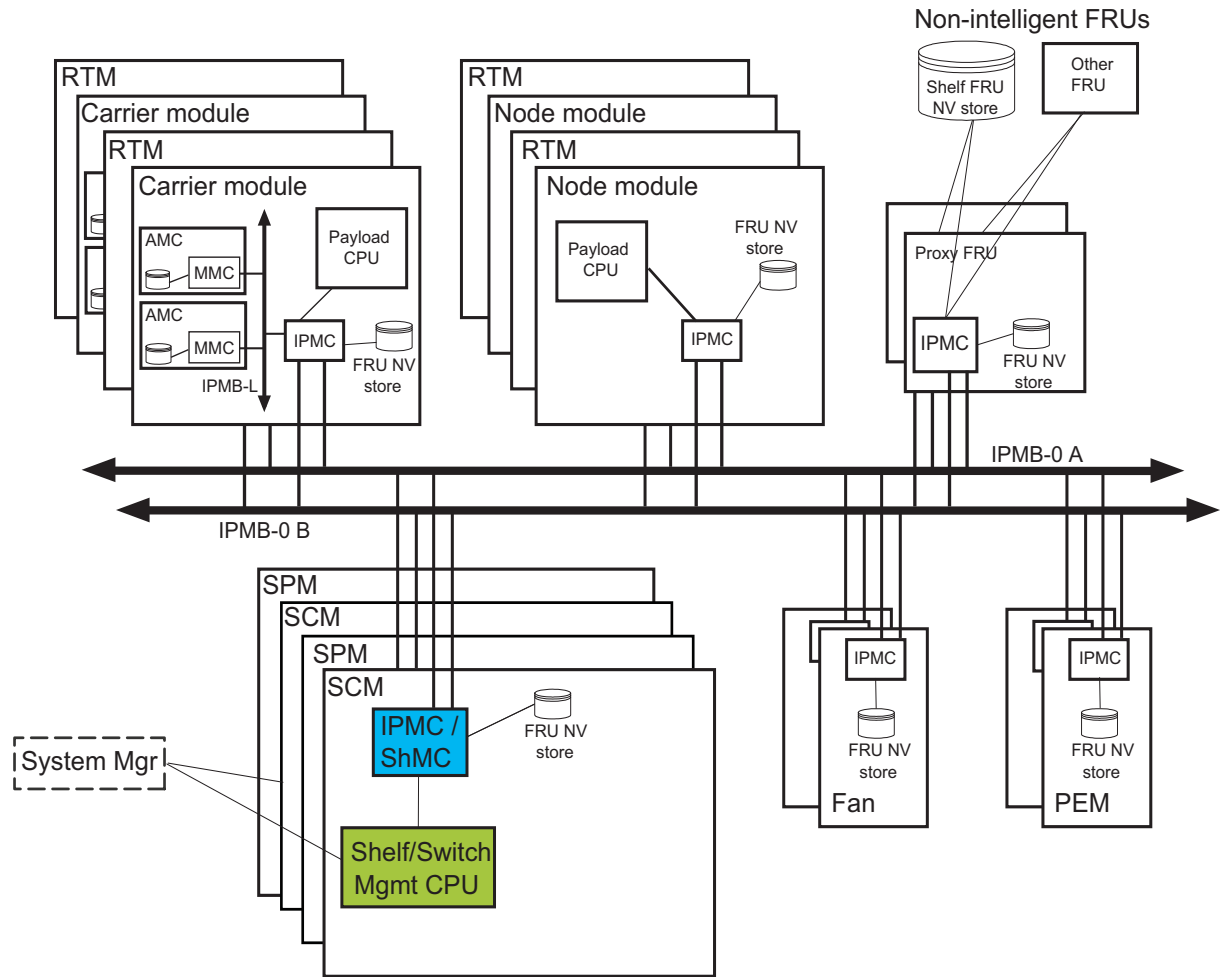 Non-intelligent FRUs
RTM
Carrier module
RTM
Carrier module
AMC
MMC
AMC
MMC
IPMB-L
Payload
CPU
IPMC
FRU NV
store
RTM
Node module
RTM
Node module
Payload
CPU
FRU NV
store
IPMC
Shelf FRU
NV store
Other
FRU
Proxy FRU
IPMC
FRU NV
store
IPMB-0 A
IPMB-0 B
SPM
SCM
SPM
SCM
IPMC /
ShMC
FRU NV
store
Shelf/Switch
Mgmt CPU
System Mgr
IPMC
FRU NV
store
Fan
IPMC
FRU NV
store
PEM